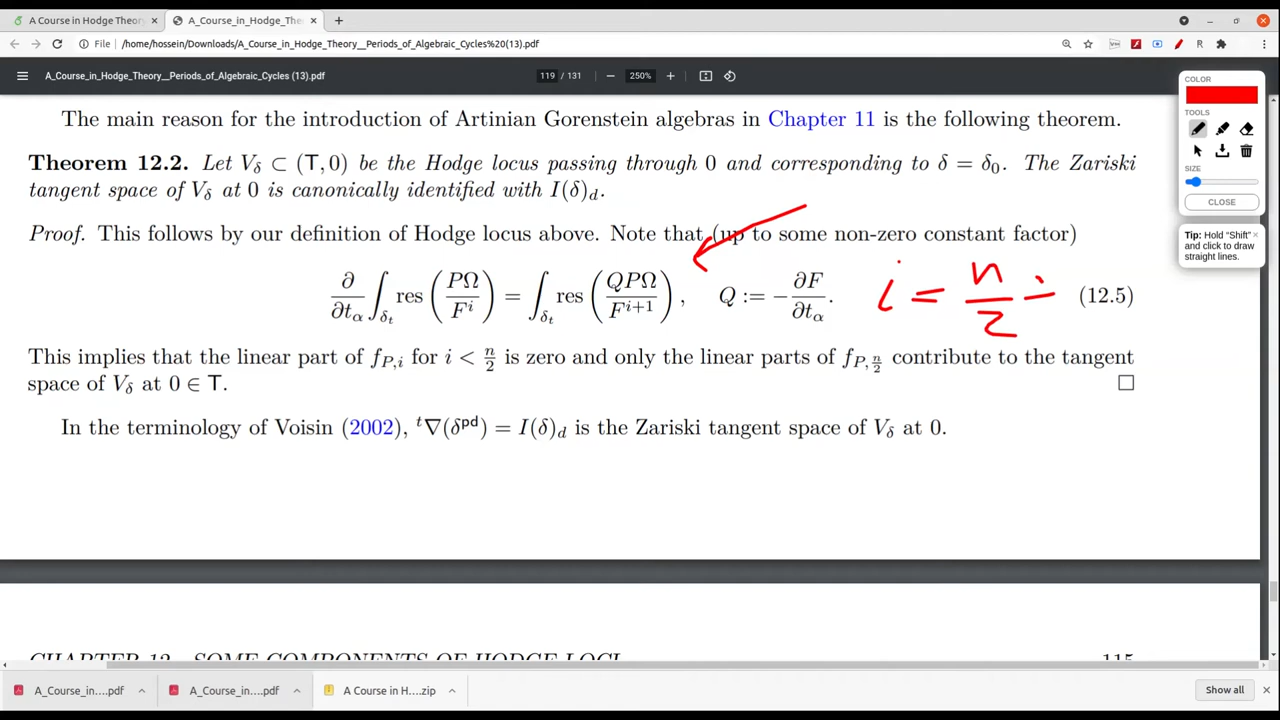 A Course in Hodge Theory
A_Course_in_Hodge_The
File /home/hossein/Downloads/A_Course_in_Hodge_Theory__Periods_of_Algebraic_Cycles%20(13).pdf
A_Course_in_Hodge_Theory__Periods_of_Algebraic_Cycles (13).pdf
119 / 131
250%
COLOR
TOOLS
SIZE
CLOSE
Tip: Hold “Shift”
and click to draw
straight lines.
The main reason for the introduction of Artnian Gorenstein algebras in Chapter 11 is the following theorem.
Theorem 12.2. Let V_δ ⊂ (T, 0) be the Hodge locus passing through 0 and corresponding to δ = δ_0. The Zariski
tangent space of V_δ at 0 is canonically identified with I(δ)_d.
Proof. This follows by our definition of Hodge locus above. Note that (up to some non-zero constant factor)
∂/∂t_α ∫_{δ_t} res (PΩ/F^i) = ∫_{δ_t} res (QPΩ/F^{i+1}), Q := −∂F/∂t_α. i = n/2 (12.5)
This implies that the linear part of f_{P,i} for i < n/2 is zero and only the linear parts of f_{P,n/2} contribute to the tangent
space of V_δ at 0 ∈ T. □
In the terminology of Voisin (2002), ^t∇(δ^pd) = I(δ)_d is the Zariski tangent space of V_δ at 0.
115
A_Course_in....pdf
A_Course_in....pdf
A Course in H....zip
Show all